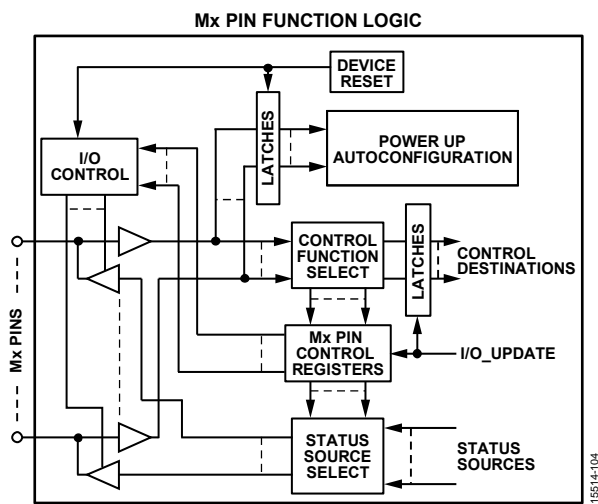 Mx PIN FUNCTION LOGIC
DEVICE
RESET
LATCHES
POWER UP
AUTOCONFIGURATION
I/O
CONTROL
CONTROL
FUNCTION
SELECT
LATCHES
CONTROL
DESTINATIONS
Mx PINS
Mx PIN
CONTROL
REGISTERS
I/O_UPDATE
STATUS
SOURCE
SELECT
STATUS
SOURCES
15514-104